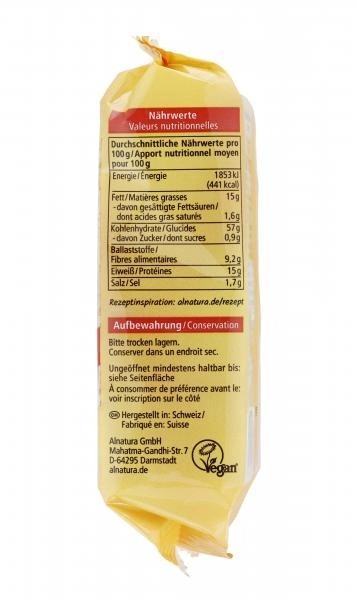 Nährwerte
Valeurs nutritionnelles
Durchschnittliche Nährwerte pro
100g/Apport nutritionnel moyen
pour 100g
Energie/Énergie 1853kJ
(441kcal)
Fett/Matières grasses 15g
-davon gesättigte Fettsäuren/
dont acides gras saturés 1,6g
Kohlenhydrate/Glucides 57g
-davon Zucker/dont sucres 0,9g
Ballaststoffe/
Fibres alimentaires 9,2g
Eiweiß/Protéines 15g
Salz/Sel 1,7g
Rezeptinspiration: alnatura.de/rezept
Aufbewahrung/Conservation
Bitte trocken lagern.
Conserver dans un endroit sec.
Ungeöffnet mindestens haltbar bis:
siehe Seitenfläche
À consommer de préférence avant le:
voir inscription sur le côté
CH Hergestellt in: Schweiz/
Fabriqué en: Suisse
Alnatura GmbH
Mahatma-Gandhi-Str. 7
D-64295 Darmstadt
alnatura.de
Vegan